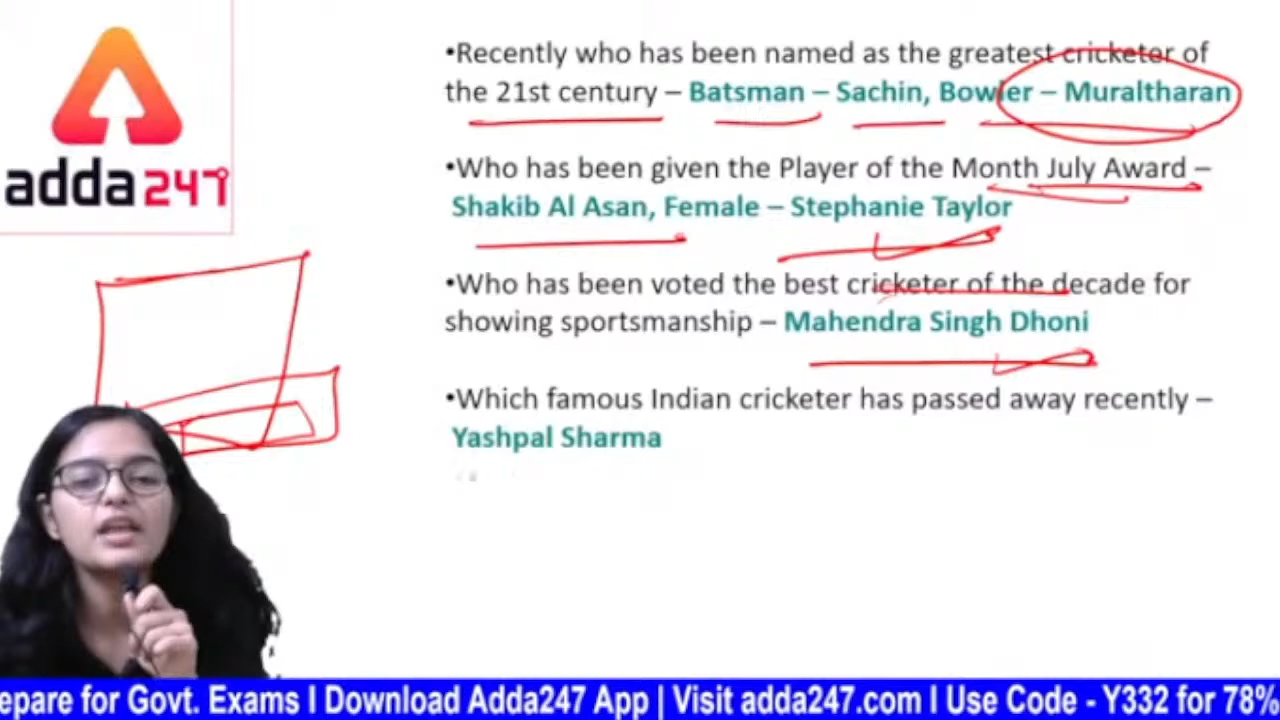 adda247
•Recently who has been named as the greatest cricketer of
the 21st century – Batsman – Sachin, Bowler – Muraltharan
•Who has been given the Player of the Month July Award –
Shakib Al Asan, Female – Stephanie Taylor
•Who has been voted the best cricketer of the decade for
showing sportsmanship – Mahendra Singh Dhoni
•Which famous Indian cricketer has passed away recently –
Yashpal Sharma
epare for Govt. Exams I Download Adda247 App | Visit adda247.com I Use Code - Y332 for 78%